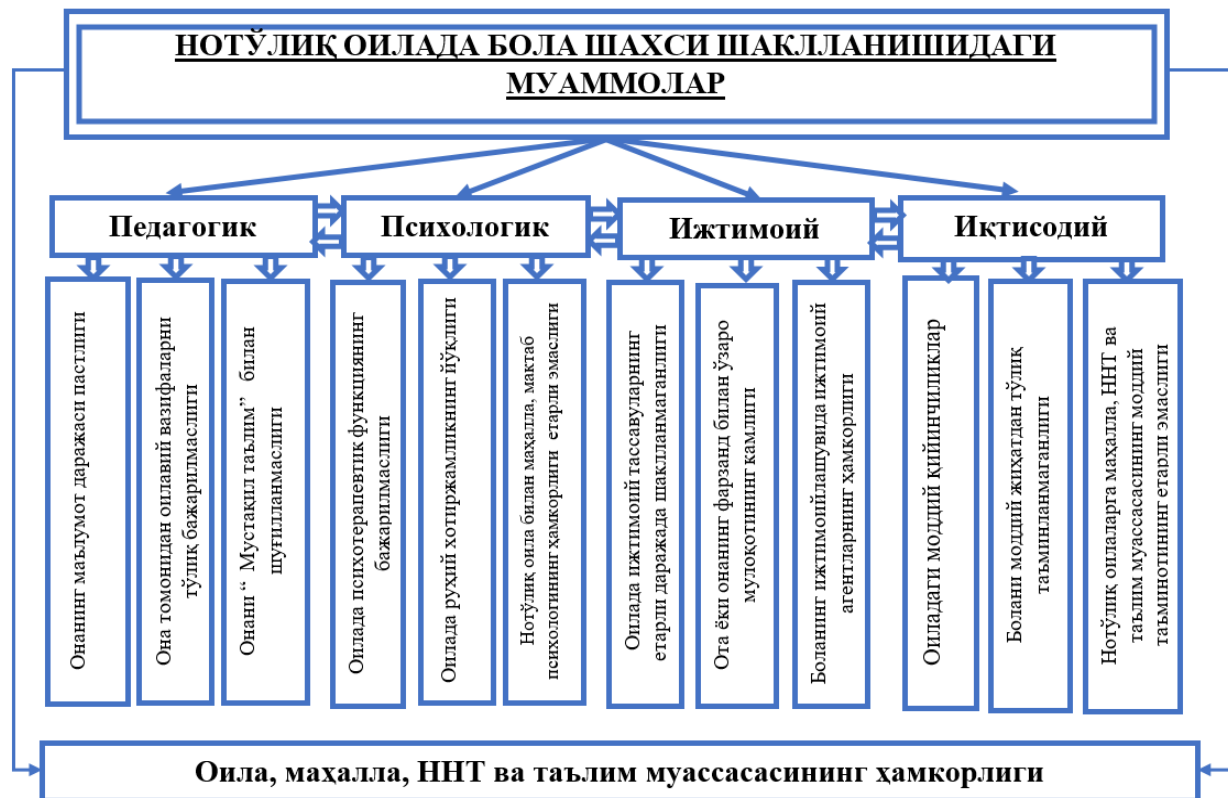 НОТЎЛИҚ ОИЛАДА БОЛА ШАХСИ ШАКЛЛАНИШИДАГИ
МУАММОЛАР
Педагогик
Психологик
Ижтимоий
Иқтисодий
Онанинг маълумот даражаси пастлиги
Она томонидан оилавий вазифаларни
тўлиқ бажарилмаслиги
Онани “ Мустақил таълим” билан
шуғилланмаслиги
Оилада психотерапевтик функциянинг
бажарилмаслиги
Оилада руҳий хотиржамликнинг йўқлиги
Нотўлиқ оила билан маҳалла, мактаб
психологининг ҳамкорлиги етарли эмаслиги
Оилада ижтимоий тассавуларнинг
етарли даражада шаклланмаганлиги
Ота ёки онанинг фарзанд билан ўзаро
мулоқотининг камлиги
Боланинг ижтимоийлашувида ижтимоий
агентларнинг ҳамкорлиги
Оиладаги моддий қийинчиликлар
Болани моддий жиҳатдан тўлиқ
таъминланмаганлиги
Нотўлиқ оилаларга маҳалла, ННТ ва
таълим муассасасининг моддий
таъминотининг етарли эмаслиги
Оила, маҳалла, ННТ ва таълим муассасасининг ҳамкорлиги